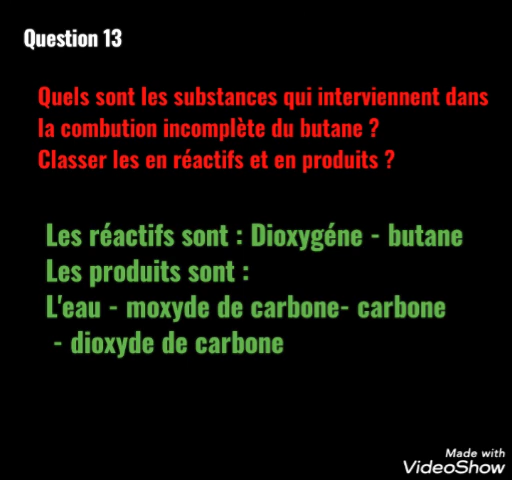 Question 13
Quels sont les substances qui interviennent dans
la combution incomplète du butane ?
Classer les en réactifs et en produits ?
Les réactifs sont : Dioxygéne - butane
Les produits sont :
L'eau - moxyde de carbone- carbone
- dioxyde de carbone
Made with
VideoShow